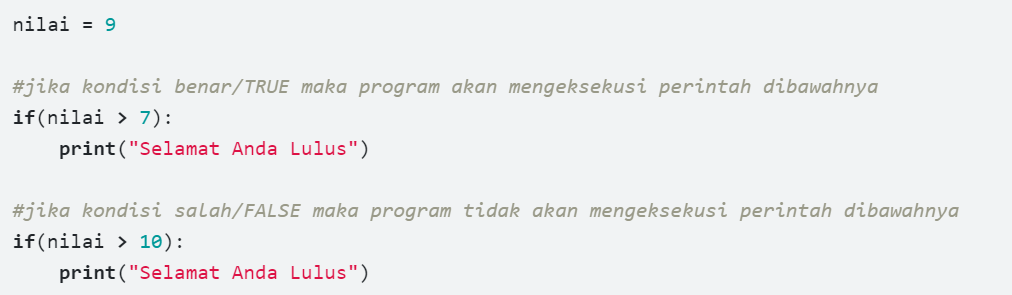 nilai = 9
#jika kondisi benar/TRUE maka program akan mengeksekusi perintah dibawahnya
if(nilai > 7):
    print("Selamat Anda Lulus")
#jika kondisi salah/FALSE maka program tidak akan mengeksekusi perintah dibawahnya
if(nilai > 10):
    print("Selamat Anda Lulus")